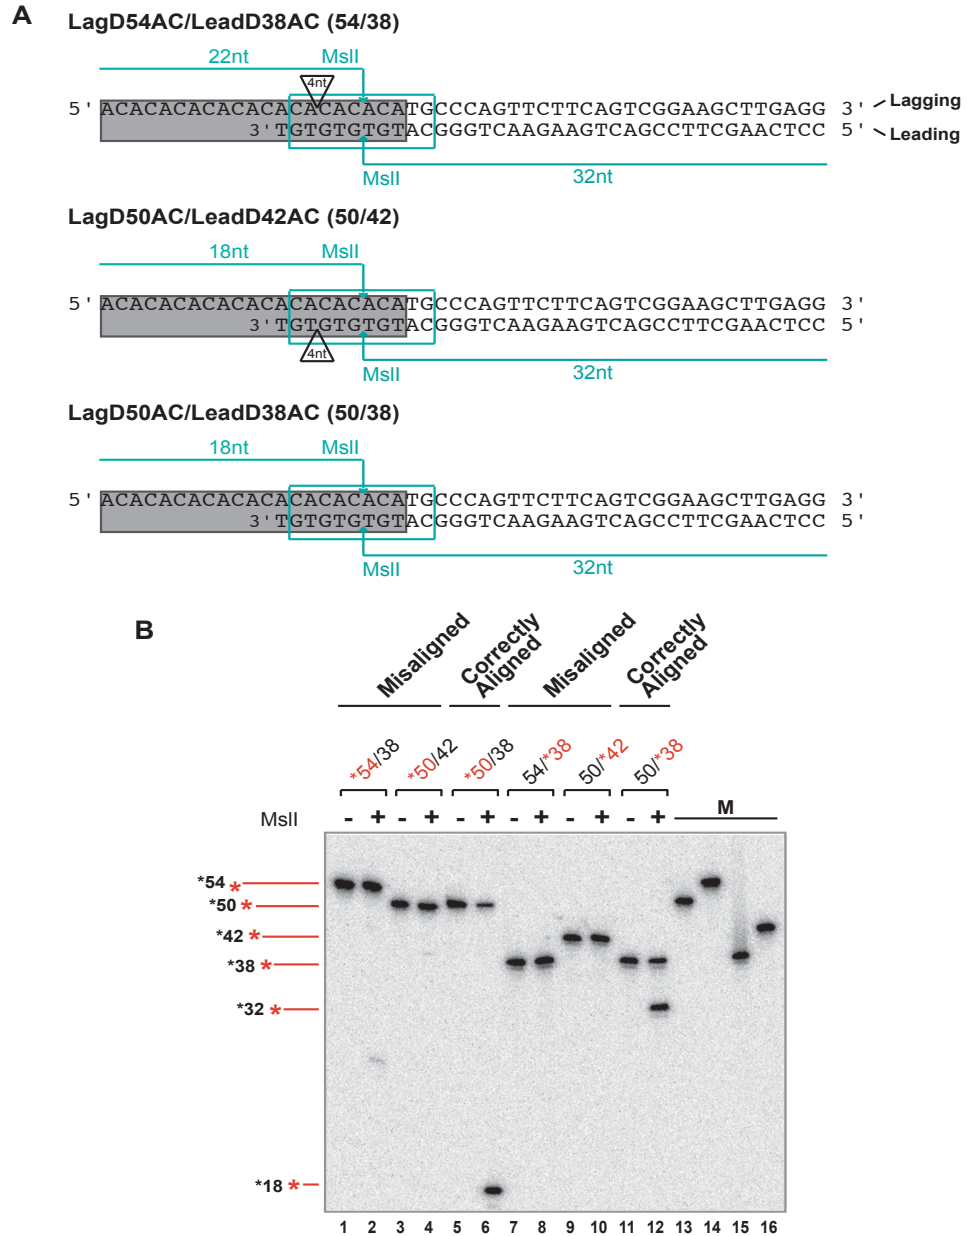 A
LagD54AC/LeadD38AC (54/38)
22nt MslI
4nt
5' ACACACACACACACACACACATGCCCAGTTCTTCAGTCGGAAGCTTGAGG 3' Lagging
3'TGTGTGTGTACGGGTCAAGAAGTCAGCCTTCGAACTCC 5' Leading
MslI 32nt
LagD50AC/LeadD42AC (50/42)
18nt MslI
5' ACACACACACACACACACACATGCCCAGTTCTTCAGTCGGAAGCTTGAGG 3'
3'TGTGTGTGTACGGGTCAAGAAGTCAGCCTTCGAACTCC 5'
4nt
MslI 32nt
LagD50AC/LeadD38AC (50/38)
18nt MslI
5' ACACACACACACACACACACATGCCCAGTTCTTCAGTCGGAAGCTTGAGG 3'
3'TGTGTGTGTACGGGTCAAGAAGTCAGCCTTCGAACTCC 5'
MslI 32nt
B
Misaligned
Correctly
Aligned
Misaligned
Correctly
Aligned
*54/38 *50/42 *50/38 54/*38 50/*42 50/*38
MslI - + - + - + - + - + - + M
*54 *
*50 *
*42 *
*38 *
*32 *
*18 *
1 2 3 4 5 6 7 8 9 10 11 12 13 14 15 16